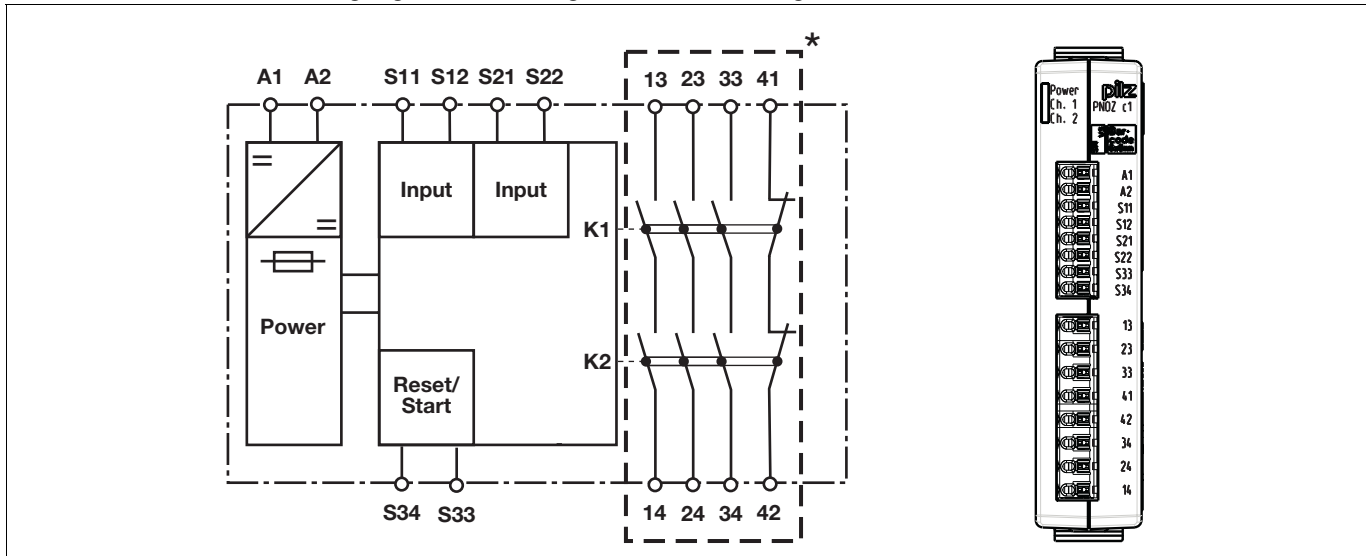 *
A1 A2 S11 S12 S21 S22 13 23 33 41
Input Input
K1
Power
K2
Reset/
Start
S34 S33 14 24 34 42
Power
Ch. 1
Ch. 2
pilz
PNOZ c1
A1
A2
S11
S12
S21
S22
S33
S34
13
23
33
41
42
34
24
14